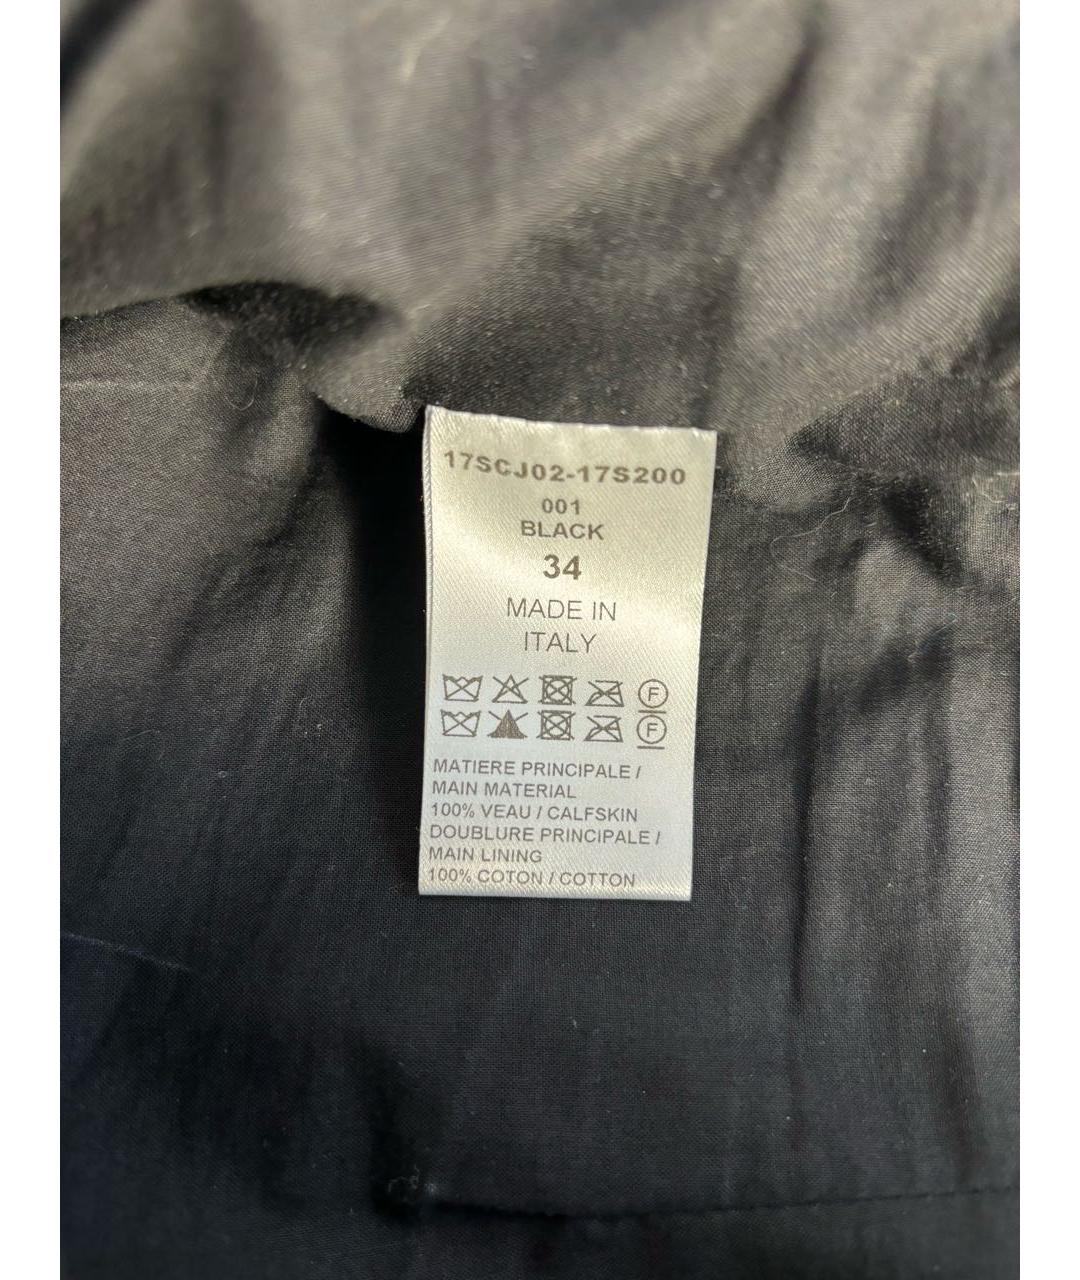 17SCJ02-17S200
001
BLACK
34
MADE IN
ITALY
F
F
MATIERE PRINCIPALE /
MAIN MATERIAL
100% VEAU / CALFSKIN
DOUBLURE PRINCIPALE /
MAIN LINING
100% COTON / COTTON